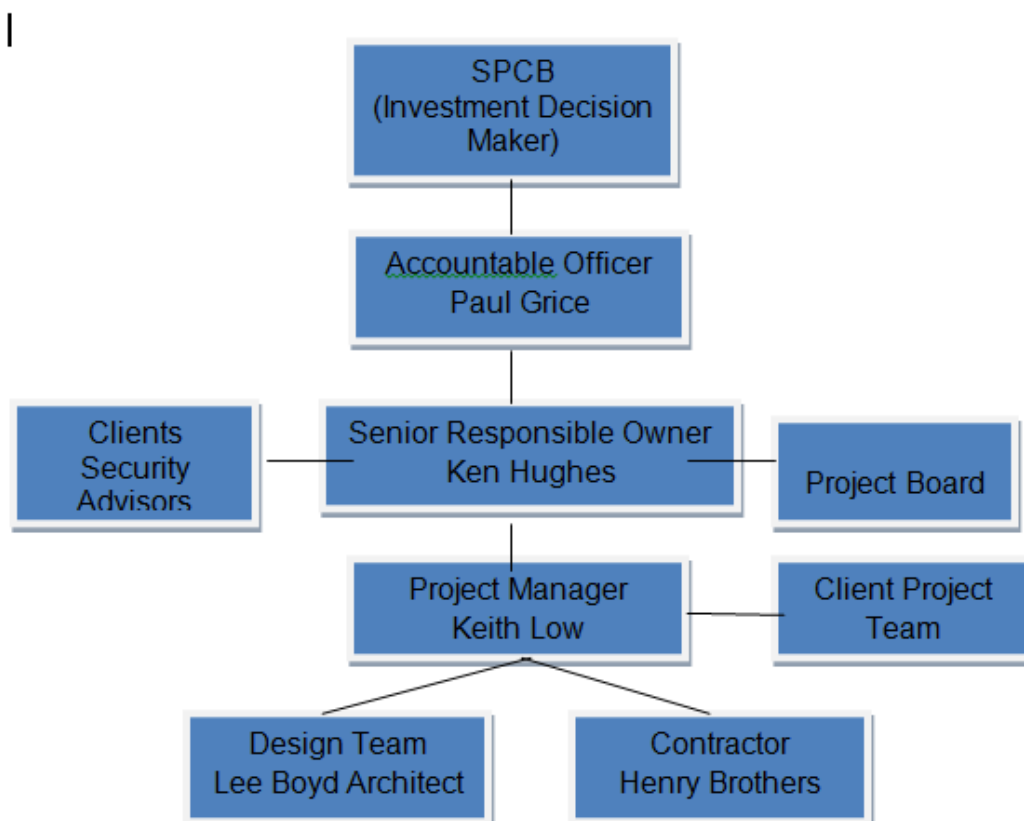 SPCB
(Investment Decision
Maker)
Accountable Officer
Paul Grice
Clients
Security
Advisors
Senior Responsible Owner
Ken Hughes
Project Board
Project Manager
Keith Low
Client Project
Team
Design Team
Lee Boyd Architect
Contractor
Henry Brothers